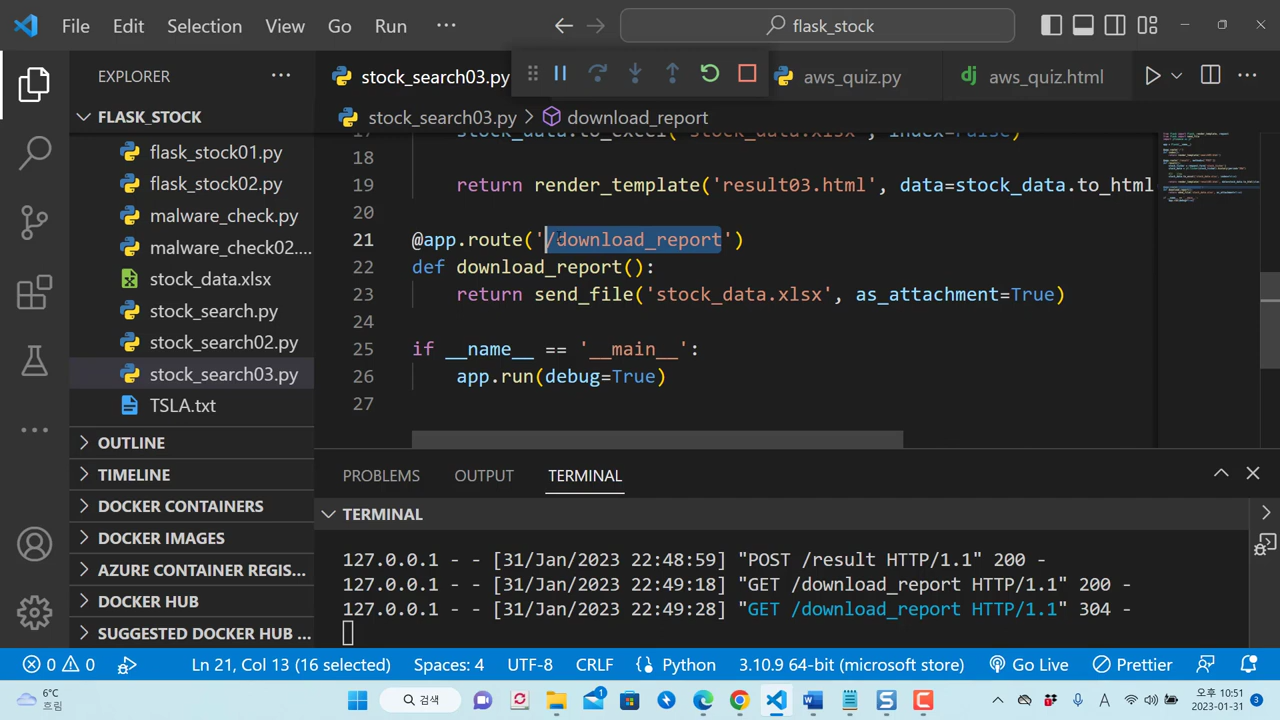 File Edit Selection View Go Run ··· flask_stock
EXPLORER ···
stock_search03.py aws_quiz.py aws_quiz.html
FLASK_STOCK
stock_search03.py > download_report
flask_stock01.py
flask_stock02.py
malware_check.py
malware_check02....
stock_data.xlsx
stock_search.py
stock_search02.py
stock_search03.py
TSLA.txt
OUTLINE
TIMELINE
DOCKER CONTAINERS
DOCKER IMAGES
AZURE CONTAINER REGIS...
DOCKER HUB
SUGGESTED DOCKER HUB ...
17 stock_data.to_excel('stock_data.xlsx', index=False)
18
19 return render_template('result03.html', data=stock_data.to_html
20
21 @app.route('/download_report')
22 def download_report():
23 return send_file('stock_data.xlsx', as_attachment=True)
24
25 if __name__ == '__main__':
26 app.run(debug=True)
27
PROBLEMS OUTPUT TERMINAL
TERMINAL
127.0.0.1 - - [31/Jan/2023 22:48:59] "POST /result HTTP/1.1" 200 -
127.0.0.1 - - [31/Jan/2023 22:49:18] "GET /download_report HTTP/1.1" 200 -
127.0.0.1 - - [31/Jan/2023 22:49:28] "GET /download_report HTTP/1.1" 304 -
0 0 Ln 21, Col 13 (16 selected) Spaces: 4 UTF-8 CRLF Python 3.10.9 64-bit (microsoft store) Go Live Prettier
6°C
흐림
검색
1
A
오후 10:51
2023-01-31
3